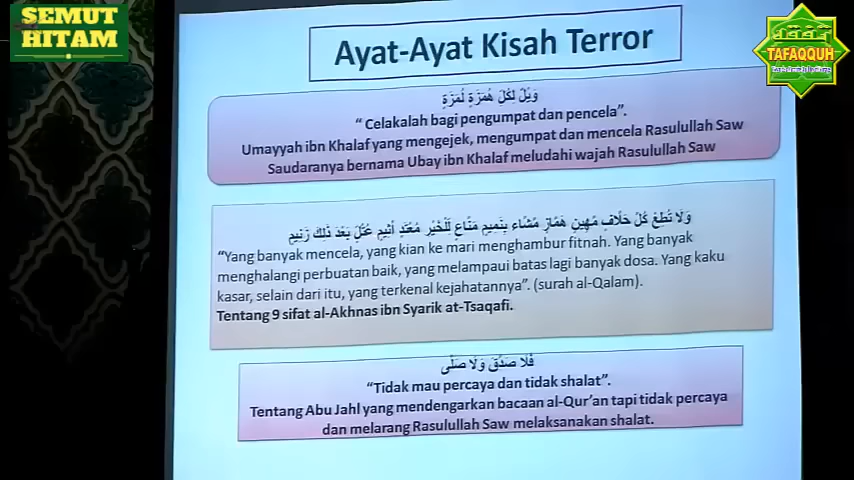 SEMUT
HITAM
TAFAQQUH
Ayat-Ayat Kisah Terror
وَيْلٌ لِكُلِّ هُمَزَةٍ لُمَزَةٍ
“ Celakalah bagi pengumpat dan pencela”.
Umayyah ibn Khalaf yang mengejek, mengumpat dan mencela Rasulullah Saw
Saudaranya bernama Ubay ibn Khalaf meludahi wajah Rasulullah Saw
وَلَا تُطِعْ كُلَّ حَلَّافٍ مَّهِينٍ هَمَّازٍ مَّشَّاءٍ بِنَمِيمٍ مَنَّاعٍ لِّلْخَيْرِ مُعْتَدٍ أَثِيمٍ عُتُلٍّ بَعْدَ ذَلِكَ زَنِيمٍ
“Yang banyak mencela, yang kian ke mari menghambur fitnah. Yang banyak
menghalangi perbuatan baik, yang melampaui batas lagi banyak dosa. Yang kaku
kasar, selain dari itu, yang terkenal kejahatannya”. (surah al-Qalam).
Tentang 9 sifat al-Akhnas ibn Syarik at-Tsaqafi.
فَلَا صَدَّقَ وَلَا صَلَّى
“Tidak mau percaya dan tidak shalat”.
Tentang Abu Jahl yang mendengarkan bacaan al-Qur’an tapi tidak percaya
dan melarang Rasulullah Saw melaksanakan shalat.